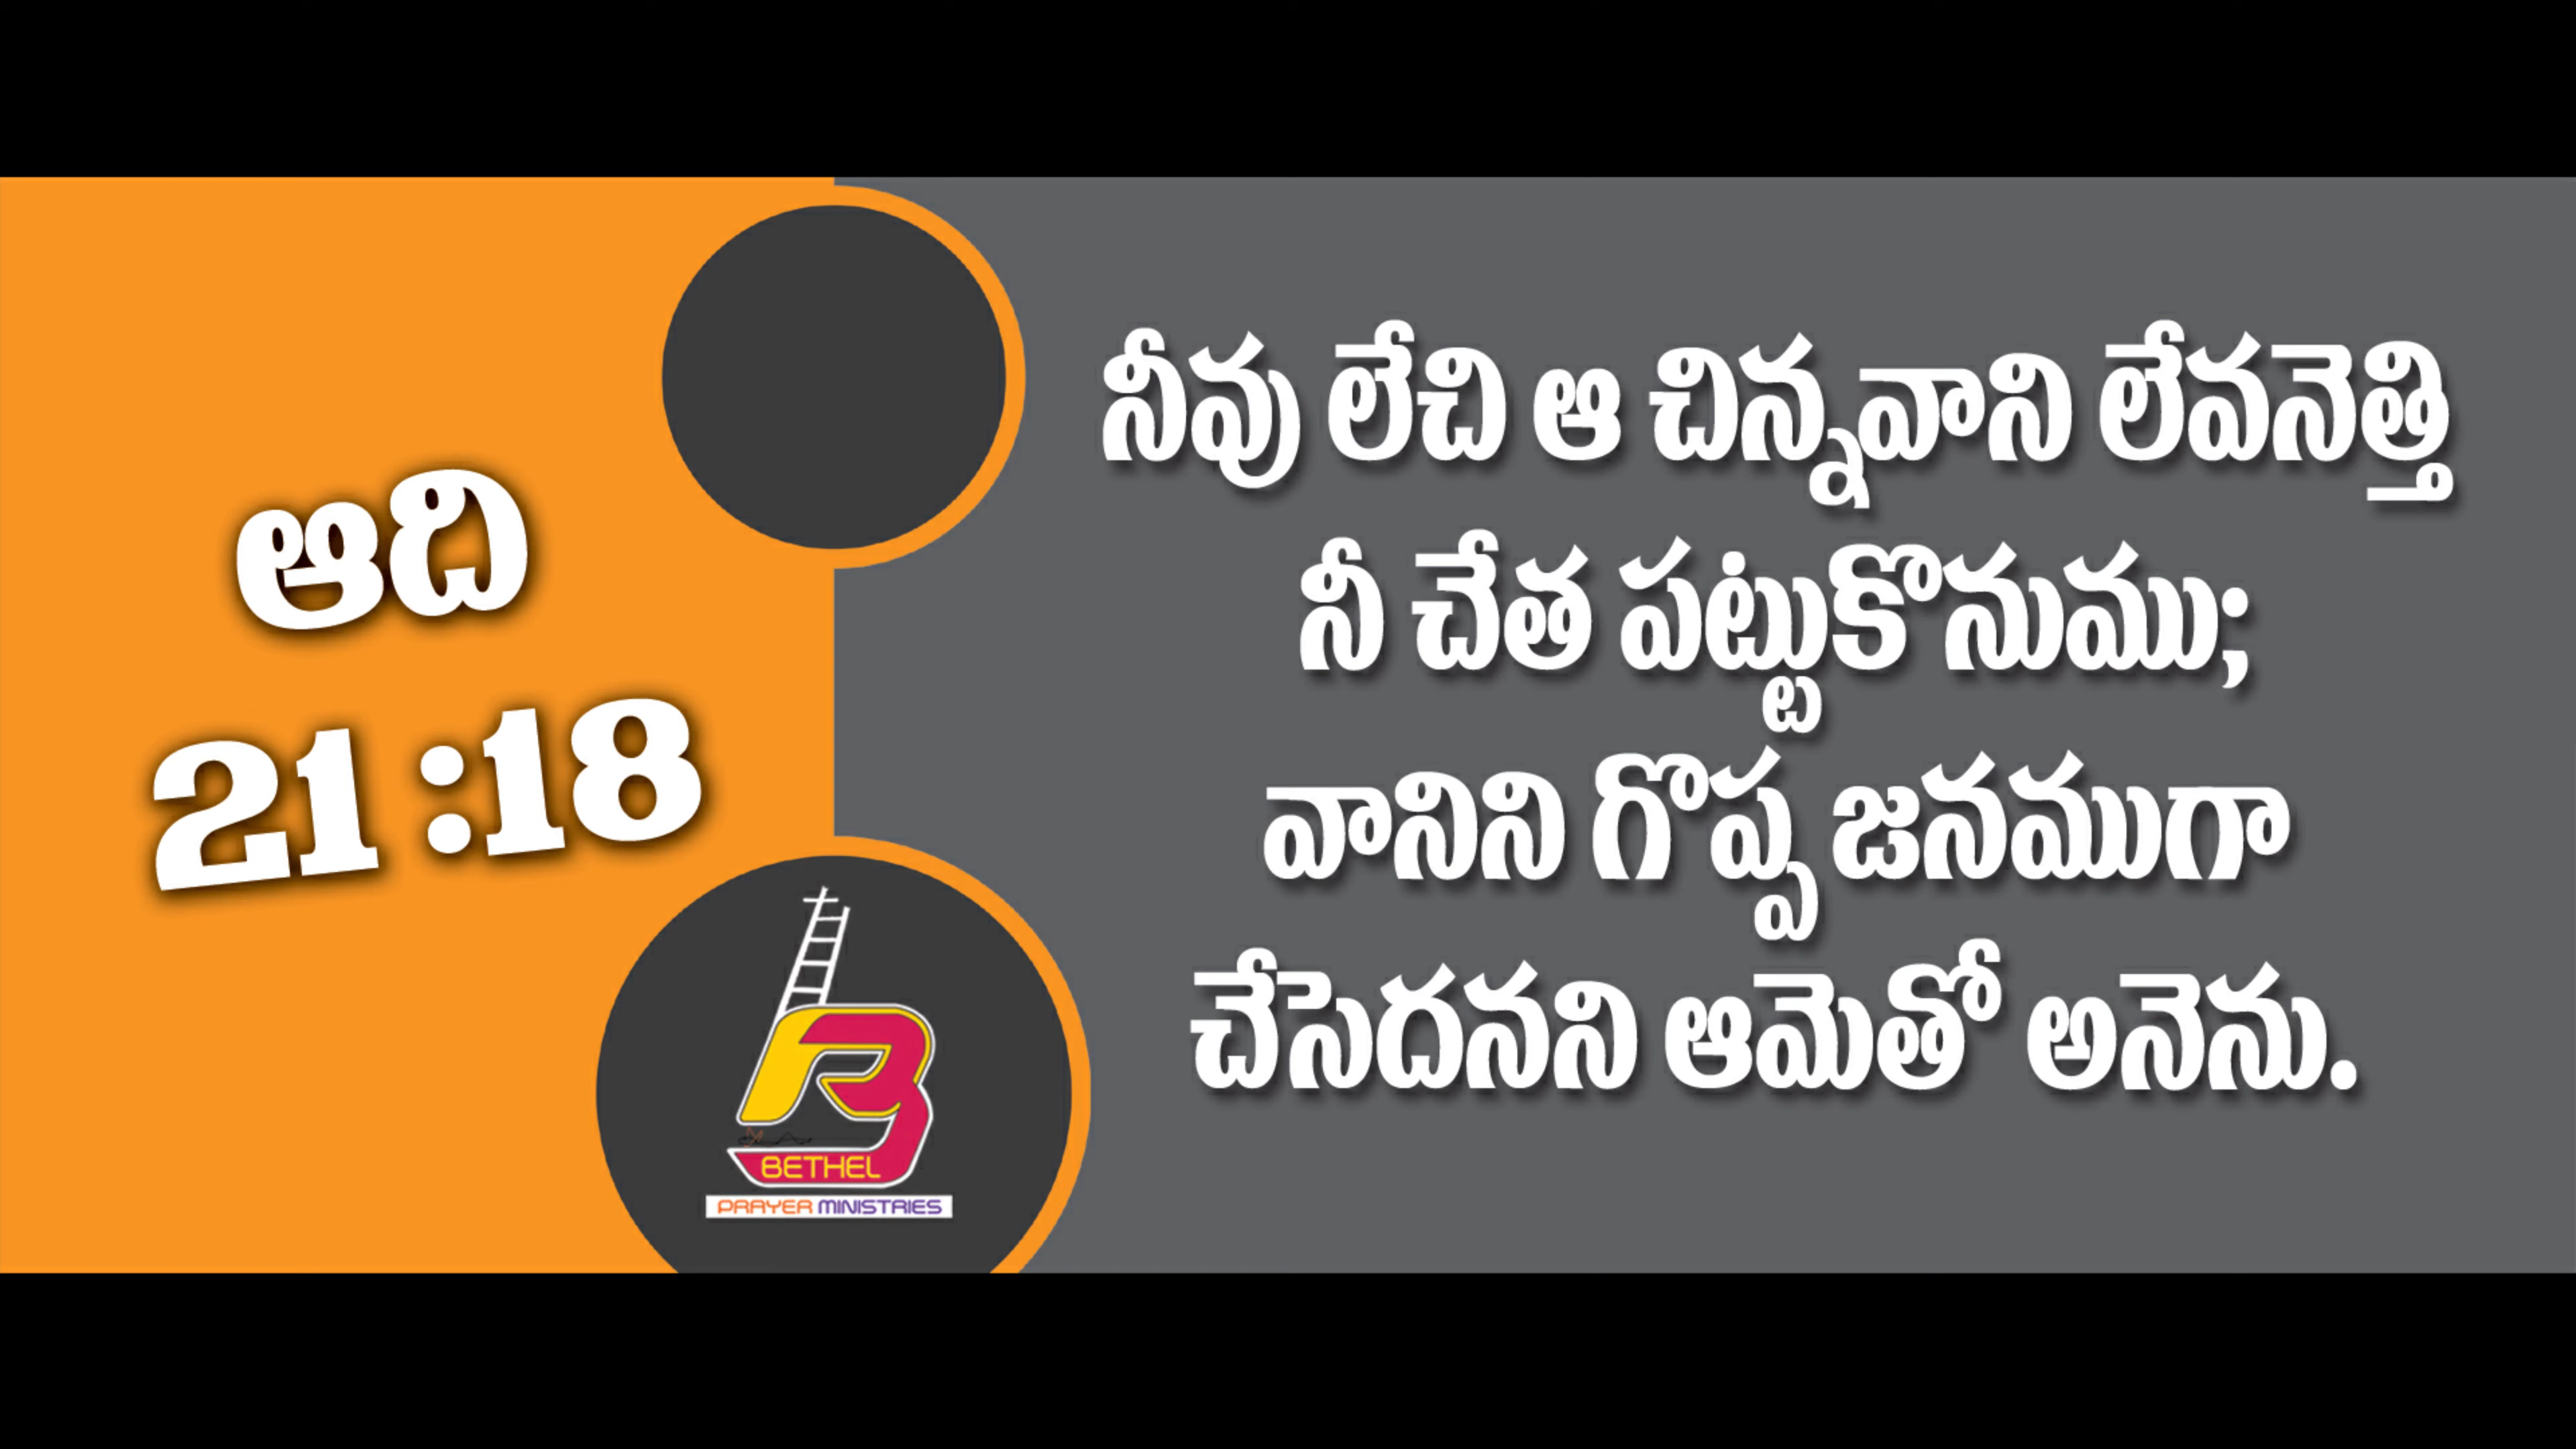 ఆది
21 :18
నీవు లేచి ఆ చిన్నవాని లేవనెత్తి
నీ చేత పట్టుకొనుము;
వానిని గొప్ప జనముగా
చేసెదనని ఆమెతో అనెను.
BETHEL
PRAYER MINISTRIES